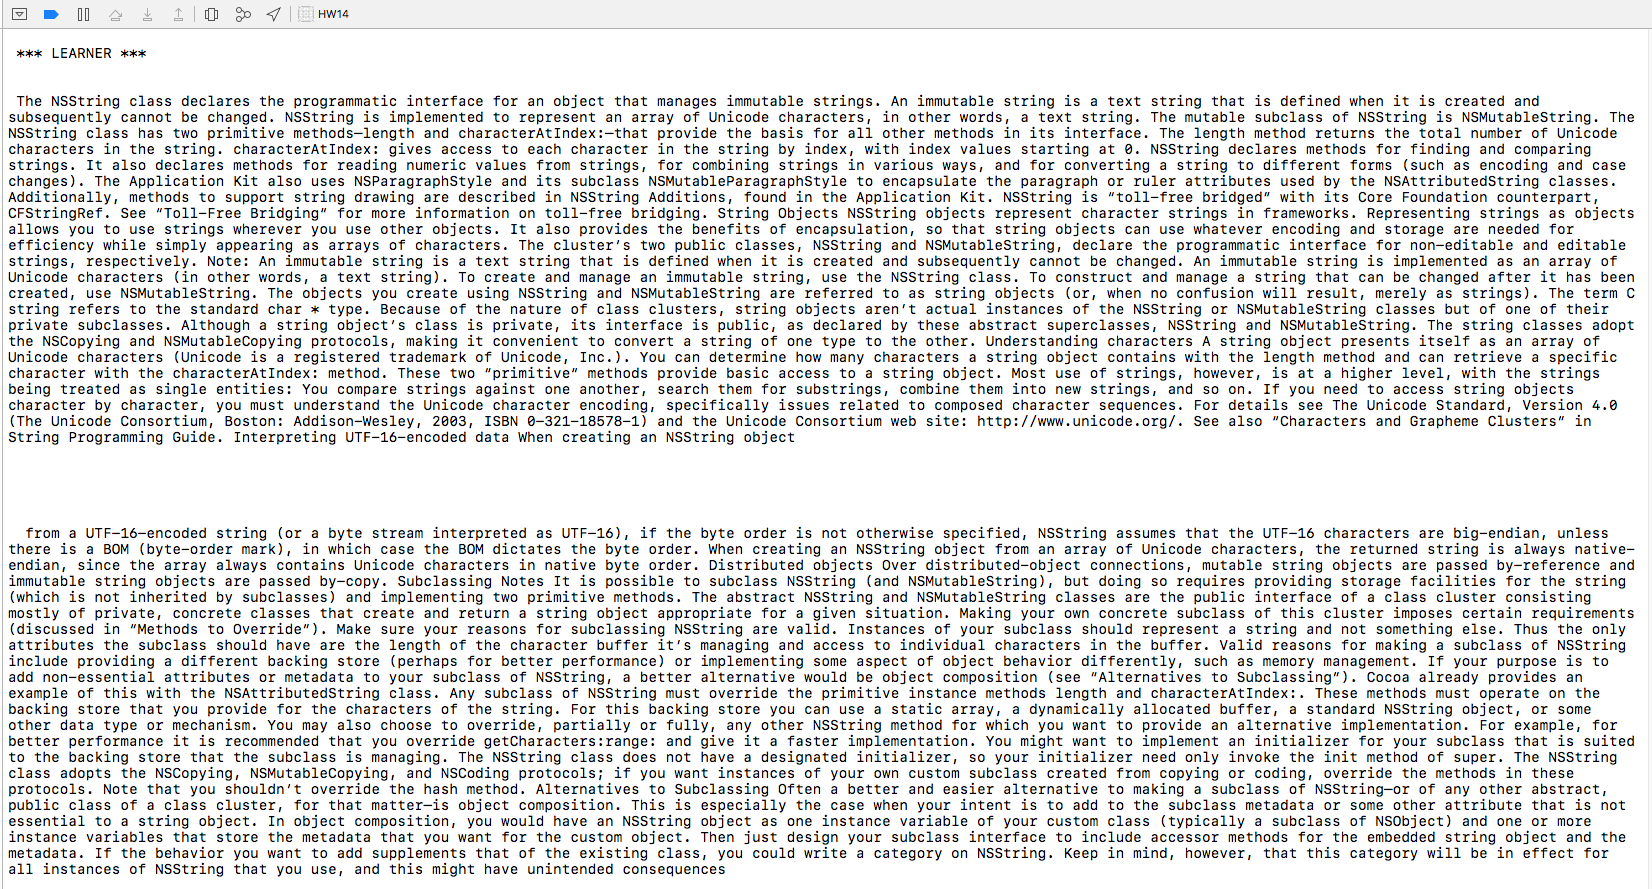 HW14
*** LEARNER ***
The NSString class declares the programmatic interface for an object that manages immutable strings. An immutable string is a text string that is defined when it is created and
subsequently cannot be changed. NSString is implemented to represent an array of Unicode characters, in other words, a text string. The mutable subclass of NSString is NSMutableString. The
NSString class has two primitive methods—length and characterAtIndex:—that provide the basis for all other methods in its interface. The length method returns the total number of Unicode
characters in the string. characterAtIndex: gives access to each character in the string by index, with index values starting at 0. NSString declares methods for finding and comparing
strings. It also declares methods for reading numeric values from strings, for combining strings in various ways, and for converting a string to different forms (such as encoding and case
changes). The Application Kit also uses NSParagraphStyle and its subclass NSMutableParagraphStyle to encapsulate the paragraph or ruler attributes used by the NSAttributedString classes.
Additionally, methods to support string drawing are described in NSString Additions, found in the Application Kit. NSString is “toll-free bridged” with its Core Foundation counterpart,
CFStringRef. See “Toll-Free Bridging” for more information on toll-free bridging. String Objects NSString objects represent character strings in frameworks. Representing strings as objects
allows you to use strings wherever you use other objects. It also provides the benefits of encapsulation, so that string objects can use whatever encoding and storage are needed for
efficiency while simply appearing as arrays of characters. The cluster’s two public classes, NSString and NSMutableString, declare the programmatic interface for non-editable and editable
strings, respectively. Note: An immutable string is a text string that is defined when it is created and subsequently cannot be changed. An immutable string is implemented as an array of
Unicode characters (in other words, a text string). To create and manage an immutable string, use the NSString class. To construct and manage a string that can be changed after it has been
created, use NSMutableString. The objects you create using NSString and NSMutableString are referred to as string objects (or, when no confusion will result, merely as strings). The term C
string refers to the standard char * type. Because of the nature of class clusters, string objects aren’t actual instances of the NSString or NSMutableString classes but of one of their
private subclasses. Although a string object’s class is private, its interface is public, as declared by these abstract superclasses, NSString and NSMutableString. The string classes adopt
the NSCopying and NSMutableCopying protocols, making it convenient to convert a string of one type to the other. Understanding characters A string object presents itself as an array of
Unicode characters (Unicode is a registered trademark of Unicode, Inc.). You can determine how many characters a string object contains with the length method and can retrieve a specific
character with the characterAtIndex: method. These two “primitive” methods provide basic access to a string object. Most use of strings, however, is at a higher level, with the strings
being treated as single entities: You compare strings against one another, search them for substrings, combine them into new strings, and so on. If you need to access string objects
character by character, you must understand the Unicode character encoding, specifically issues related to composed character sequences. For details see The Unicode Standard, Version 4.0
(The Unicode Consortium, Boston: Addison-Wesley, 2003, ISBN 0-321-18578-1) and the Unicode Consortium web site: http://www.unicode.org/. See also “Characters and Grapheme Clusters” in
String Programming Guide. Interpreting UTF-16-encoded data When creating an NSString object
from a UTF-16-encoded string (or a byte stream interpreted as UTF-16), if the byte order is not otherwise specified, NSString assumes that the UTF-16 characters are big-endian, unless
there is a BOM (byte-order mark), in which case the BOM dictates the byte order. When creating an NSString object from an array of Unicode characters, the returned string is always native-
endian, since the array always contains Unicode characters in native byte order. Distributed objects Over distributed-object connections, mutable string objects are passed by-reference and
immutable string objects are passed by-copy. Subclassing Notes It is possible to subclass NSString (and NSMutableString), but doing so requires providing storage facilities for the string
(which is not inherited by subclasses) and implementing two primitive methods. The abstract NSString and NSMutableString classes are the public interface of a class cluster consisting
mostly of private, concrete classes that create and return a string object appropriate for a given situation. Making your own concrete subclass of this cluster imposes certain requirements
(discussed in “Methods to Override”). Make sure your reasons for subclassing NSString are valid. Instances of your subclass should represent a string and not something else. Thus the only
attributes the subclass should have are the length of the character buffer it’s managing and access to individual characters in the buffer. Valid reasons for making a subclass of NSString
include providing a different backing store (perhaps for better performance) or implementing some aspect of object behavior differently, such as memory management. If your purpose is to
add non-essential attributes or metadata to your subclass of NSString, a better alternative would be object composition (see “Alternatives to Subclassing”). Cocoa already provides an
example of this with the NSAttributedString class. Any subclass of NSString must override the primitive instance methods length and characterAtIndex:. These methods must operate on the
backing store that you provide for the characters of the string. For this backing store you can use a static array, a dynamically allocated buffer, a standard NSString object, or some
other data type or mechanism. You may also choose to override, partially or fully, any other NSString method for which you want to provide an alternative implementation. For example, for
better performance it is recommended that you override getCharacters:range: and give it a faster implementation. You might want to implement an initializer for your subclass that is suited
to the backing store that the subclass is managing. The NSString class does not have a designated initializer, so your initializer need only invoke the init method of super. The NSString
class adopts the NSCopying, NSMutableCopying, and NSCoding protocols; if you want instances of your own custom subclass created from copying or coding, override the methods in these
protocols. Note that you shouldn’t override the hash method. Alternatives to Subclassing Often a better and easier alternative to making a subclass of NSString—or of any other abstract,
public class of a class cluster, for that matter—is object composition. This is especially the case when your intent is to add to the subclass metadata or some other attribute that is not
essential to a string object. In object composition, you would have an NSString object as one instance variable of your custom class (typically a subclass of NSObject) and one or more
instance variables that store the metadata that you want for the custom object. Then just design your subclass interface to include accessor methods for the embedded string object and the
metadata. If the behavior you want to add supplements that of the existing class, you could write a category on NSString. Keep in mind, however, that this category will be in effect for
all instances of NSString that you use, and this might have unintended consequences